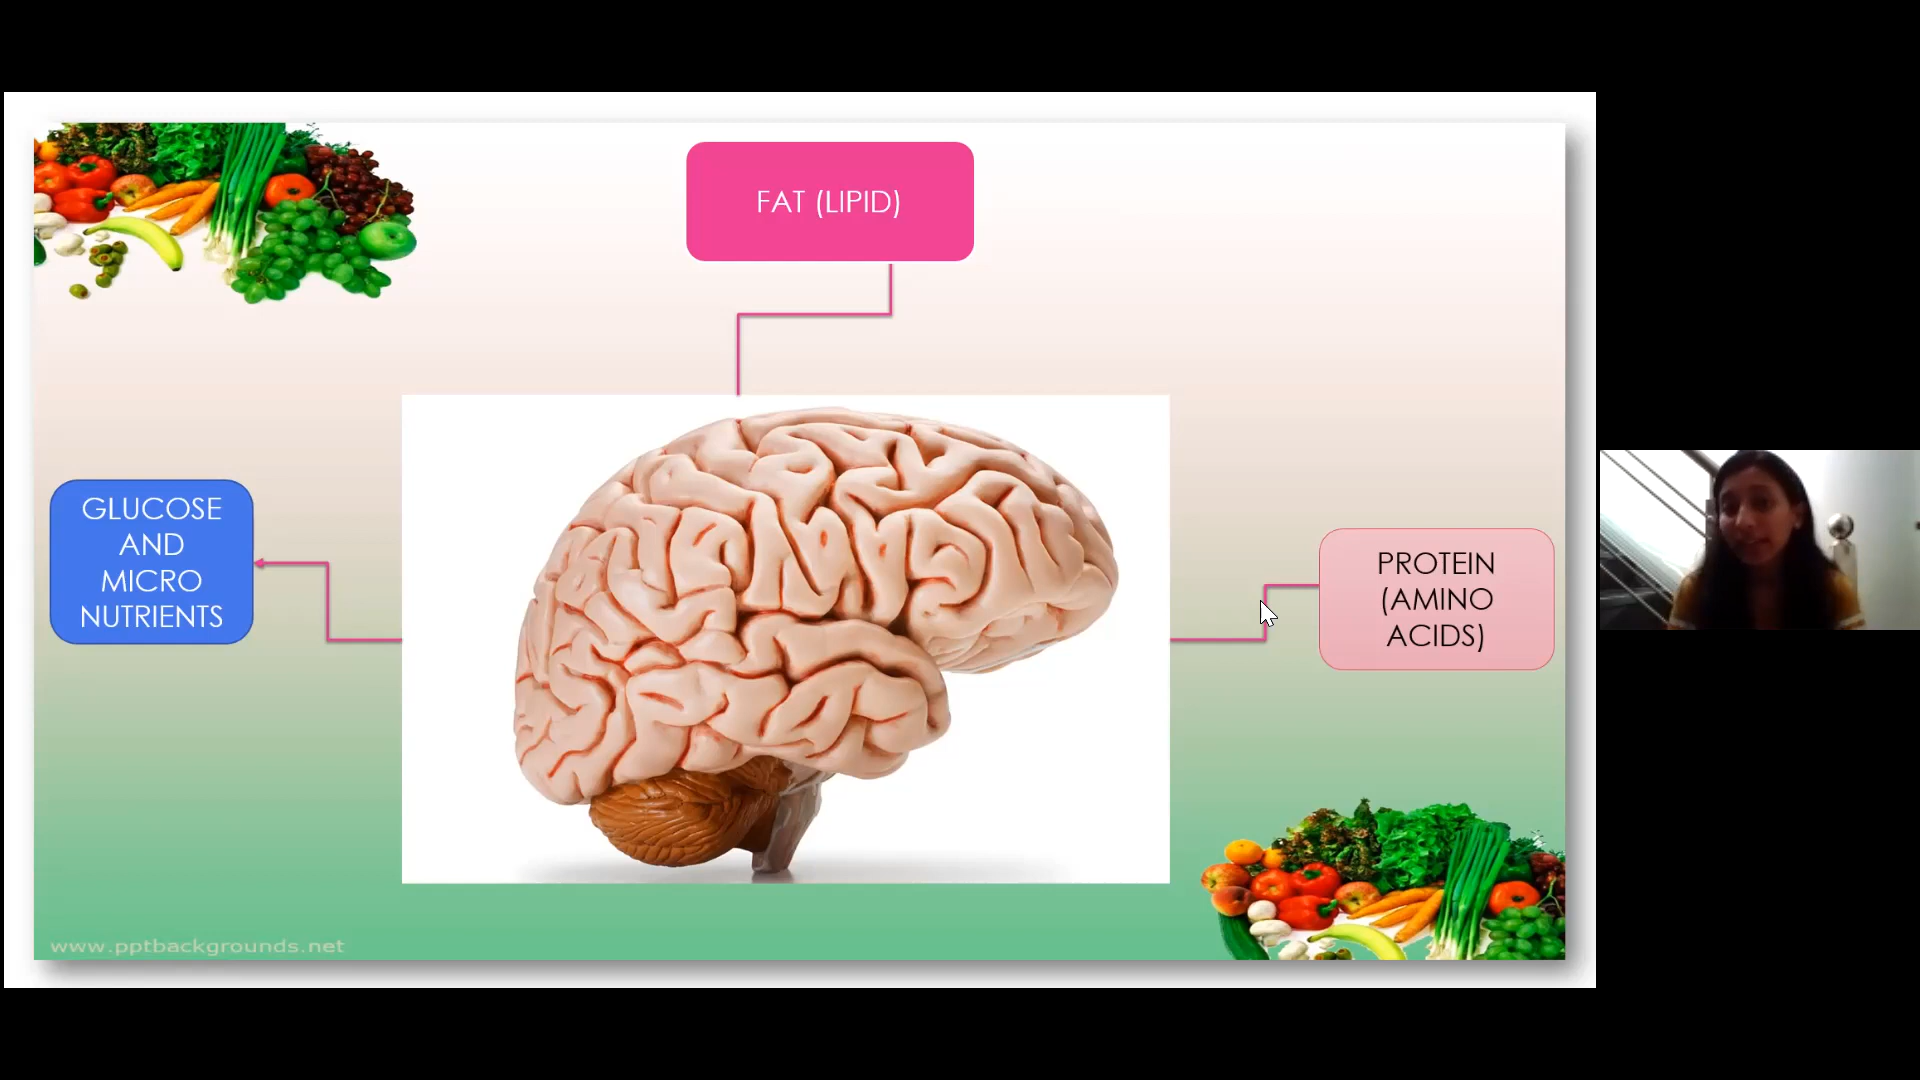 FAT (LIPID)
GLUCOSE
AND
MICRO
NUTRIENTS
PROTEIN
(AMINO
ACIDS)
www.pptbackgrounds.net